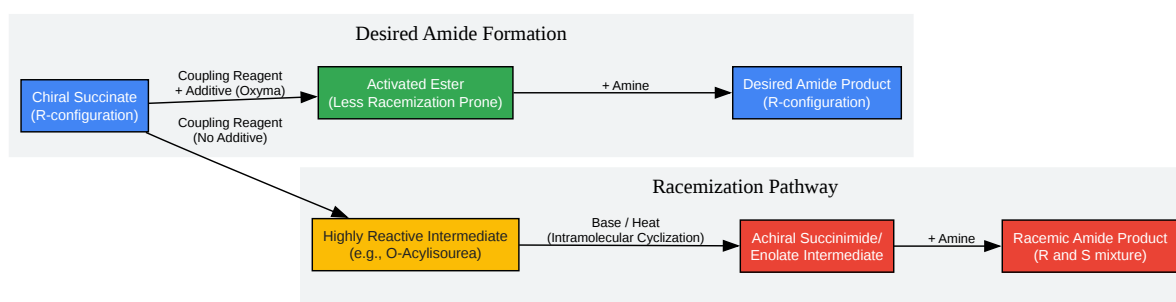 Desired Amide Formation
Chiral Succinate
(R-configuration)
Coupling Reagent
+ Additive (Oxyma)
Activated Ester
(Less Racemization Prone)
+ Amine
Desired Amide Product
(R-configuration)
Coupling Reagent
(No Additive)
Racemization Pathway
Highly Reactive Intermediate
(e.g., O-Acylisourea)
Base / Heat
(Intramolecular Cyclization)
Achiral Succinimide/
Enolate Intermediate
+ Amine
Racemic Amide Product
(R and S mixture)